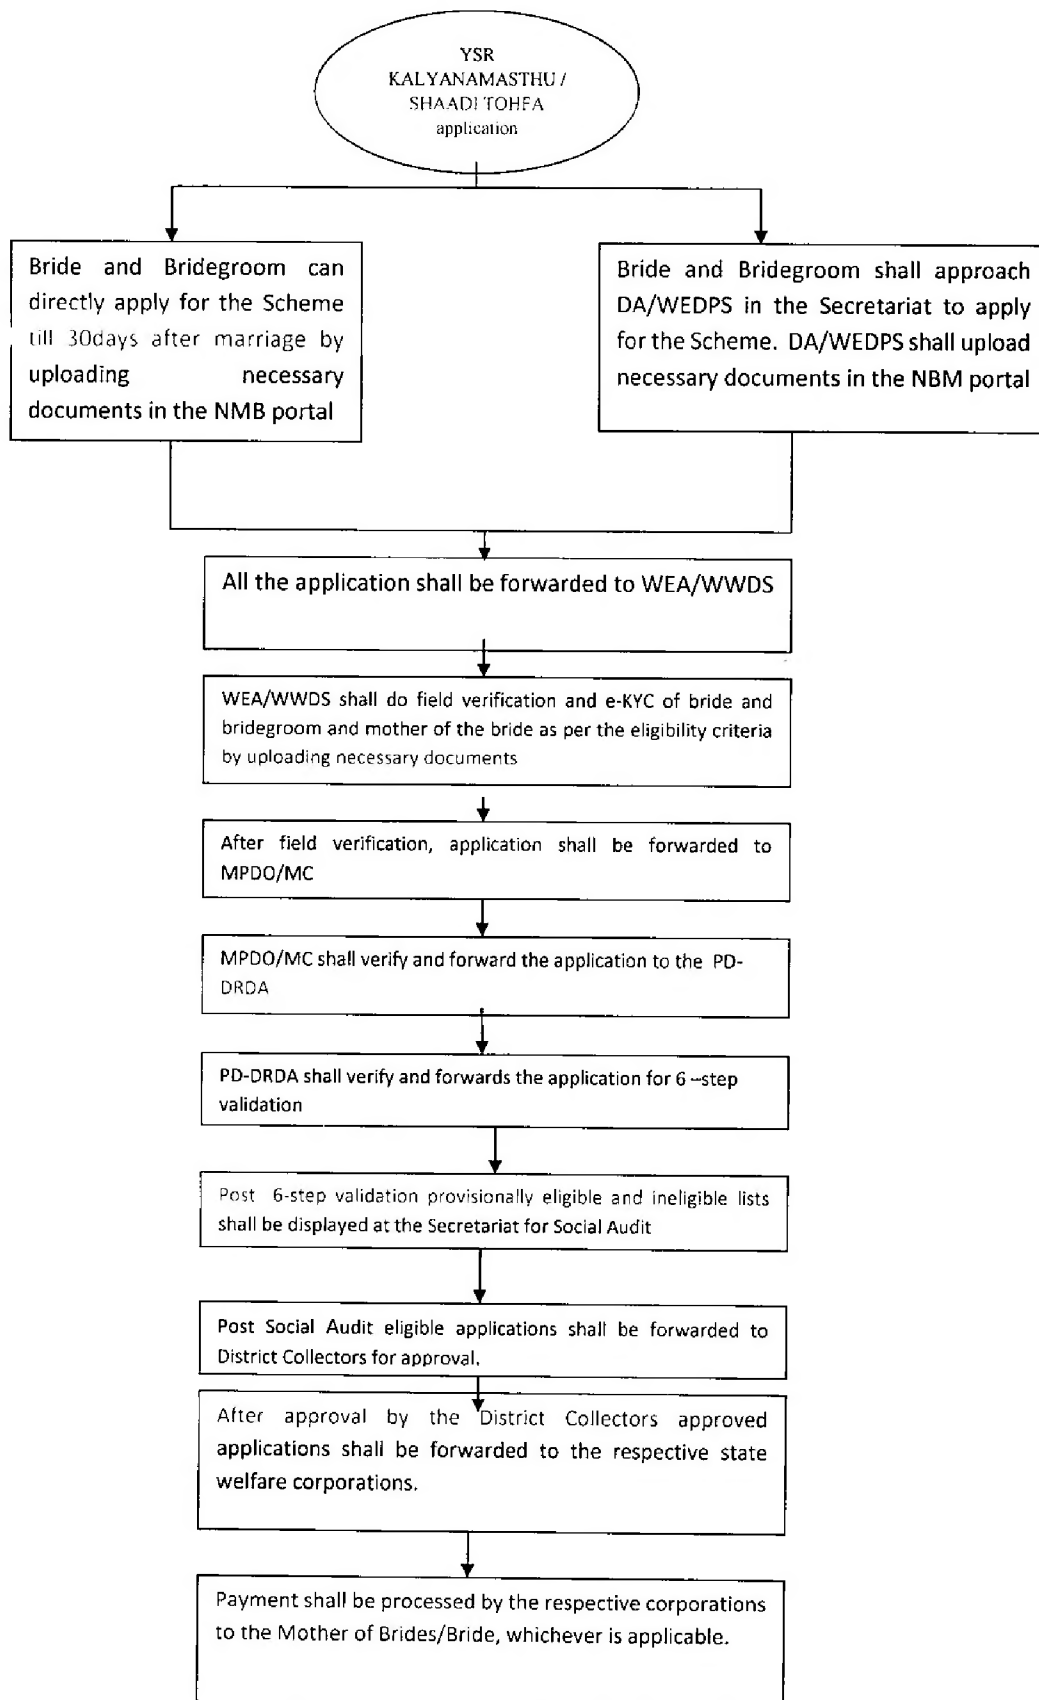 YSR
KALYANAMASTHU /
SHAADI TOHFA
application
Bride and Bridegroom can
directly apply for the Scheme
till 30days after marriage by
uploading necessary
documents in the NMB portal
Bride and Bridegroom shall approach
DA/WEDPS in the Secretariat to apply
for the Scheme. DA/WEDPS shall upload
necessary documents in the NBM portal
All the application shall be forwarded to WEA/WWDS
WEA/WWDS shall do field verification and e-KYC of bride and
bridegroom and mother of the bride as per the eligibility criteria
by uploading necessary documents
After field verification, application shall be forwarded to
MPDO/MC
MPDO/MC shall verify and forward the application to the PD-
DRDA
PD-DRDA shall verify and forwards the application for 6 –step
validation
Post 6-step validation provisionally eligible and ineligible lists
shall be displayed at the Secretariat for Social Audit
Post Social Audit eligible applications shall be forwarded to
District Collectors for approval.
After approval by the District Collectors approved
applications shall be forwarded to the respective state
welfare corporations.
Payment shall be processed by the respective corporations
to the Mother of Brides/Bride, whichever is applicable.